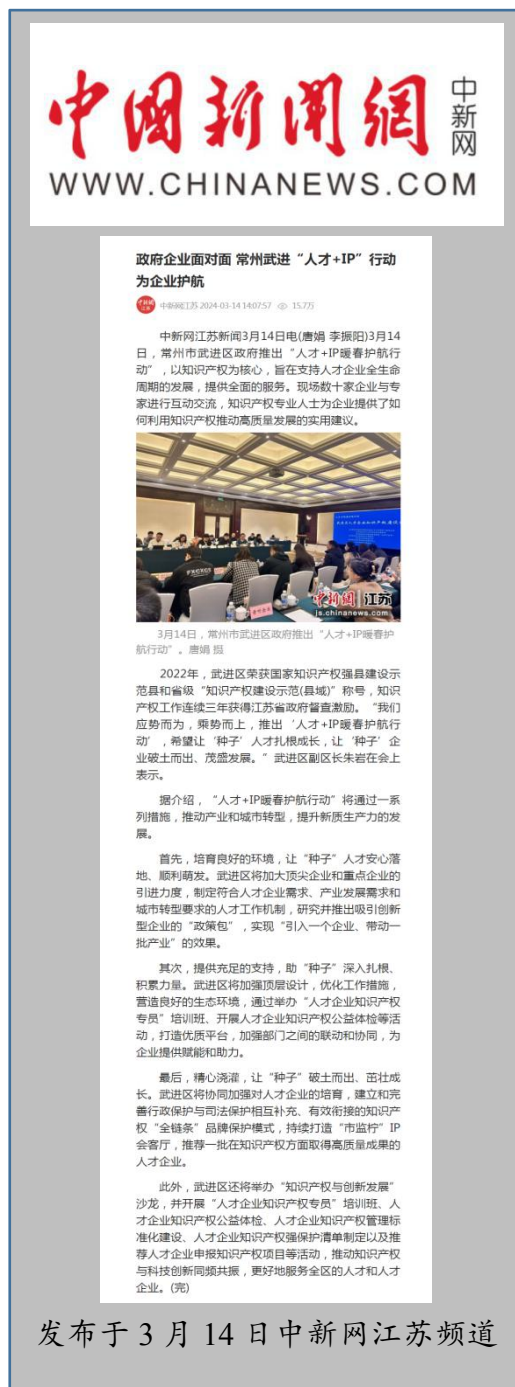 中國新聞網
中新网
WWW.CHINANEWS.COM
政府企业面对面 常州武进“人才+IP”行动
为企业护航
中新网江苏 2024-03-14 14:07:57 15.7万
中新网江苏新闻3月14日电(唐娟 李振阳)3月14
日，常州市武进区政府推出“人才+IP暖春护航行
动”，以知识产权为核心，旨在支持人才企业全生命
周期的发展，提供全面的服务。现场数十家企业与专
家进行互动交流，知识产权专业人士为企业提供了如
何利用知识产权推动高质量发展的实用建议。
FXCXCT
中新聞 江苏
js.chinanews.com
3月14日，常州市武进区政府推出“人才+IP暖春护
航行动”。唐娟 摄
2022年，武进区荣获国家知识产权强县建设示
范县和省级“知识产权建设示范(县域)”称号，知识
产权工作连续三年获得江苏省政府督查激励。“我们
应势而为，乘势而上，推出‘人才+IP暖春护航行
动’，希望让‘种子’人才扎根成长，让‘种子’企
业破土而出、茂盛发展。”武进区副区长朱岩在会上
表示。
据介绍，“人才+IP暖春护航行动”将通过一系
列措施，推动产业和城市转型，提升新质生产力的发
展。
首先，培育良好的环境，让“种子”人才安心落
地、顺利萌发。武进区将加大顶尖企业和重点企业的
引进力度，制定符合人才企业需求、产业发展需求和
城市转型要求的人才工作机制，研究并推出吸引创新
型企业的“政策包”，实现“引入一个企业、带动一
批产业”的效果。
其次，提供充足的支持，助“种子”深入扎根、
积累力量。武进区将加强顶层设计，优化工作措施，
营造良好的生态环境，通过举办“人才企业知识产权
专员”培训班、开展人才企业知识产权公益体检等活
动，打造优质平台，加强部门之间的联动和协同，为
企业提供赋能和助力。
最后，精心浇灌，让“种子”破土而出、茁壮成
长。武进区将协同加强对人才企业的培育，建立和完
善行政保护与司法保护相互补充、有效衔接的知识产
权“全链条”品牌保护模式，持续打造“市监柠”IP
会客厅，推荐一批在知识产权方面取得高质量成果的
人才企业。
此外，武进区还将举办“知识产权与创新发展”
沙龙，并开展“人才企业知识产权专员”培训班、人
才企业知识产权公益体检、人才企业知识产权管理标
准化建设、人才企业知识产权强保护清单制定以及推
荐人才企业申报知识产权项目等活动，推动知识产权
与科技创新同频共振，更好地服务全区的人才和人才
企业。(完)
发布于 3 月 14 日中新网江苏频道